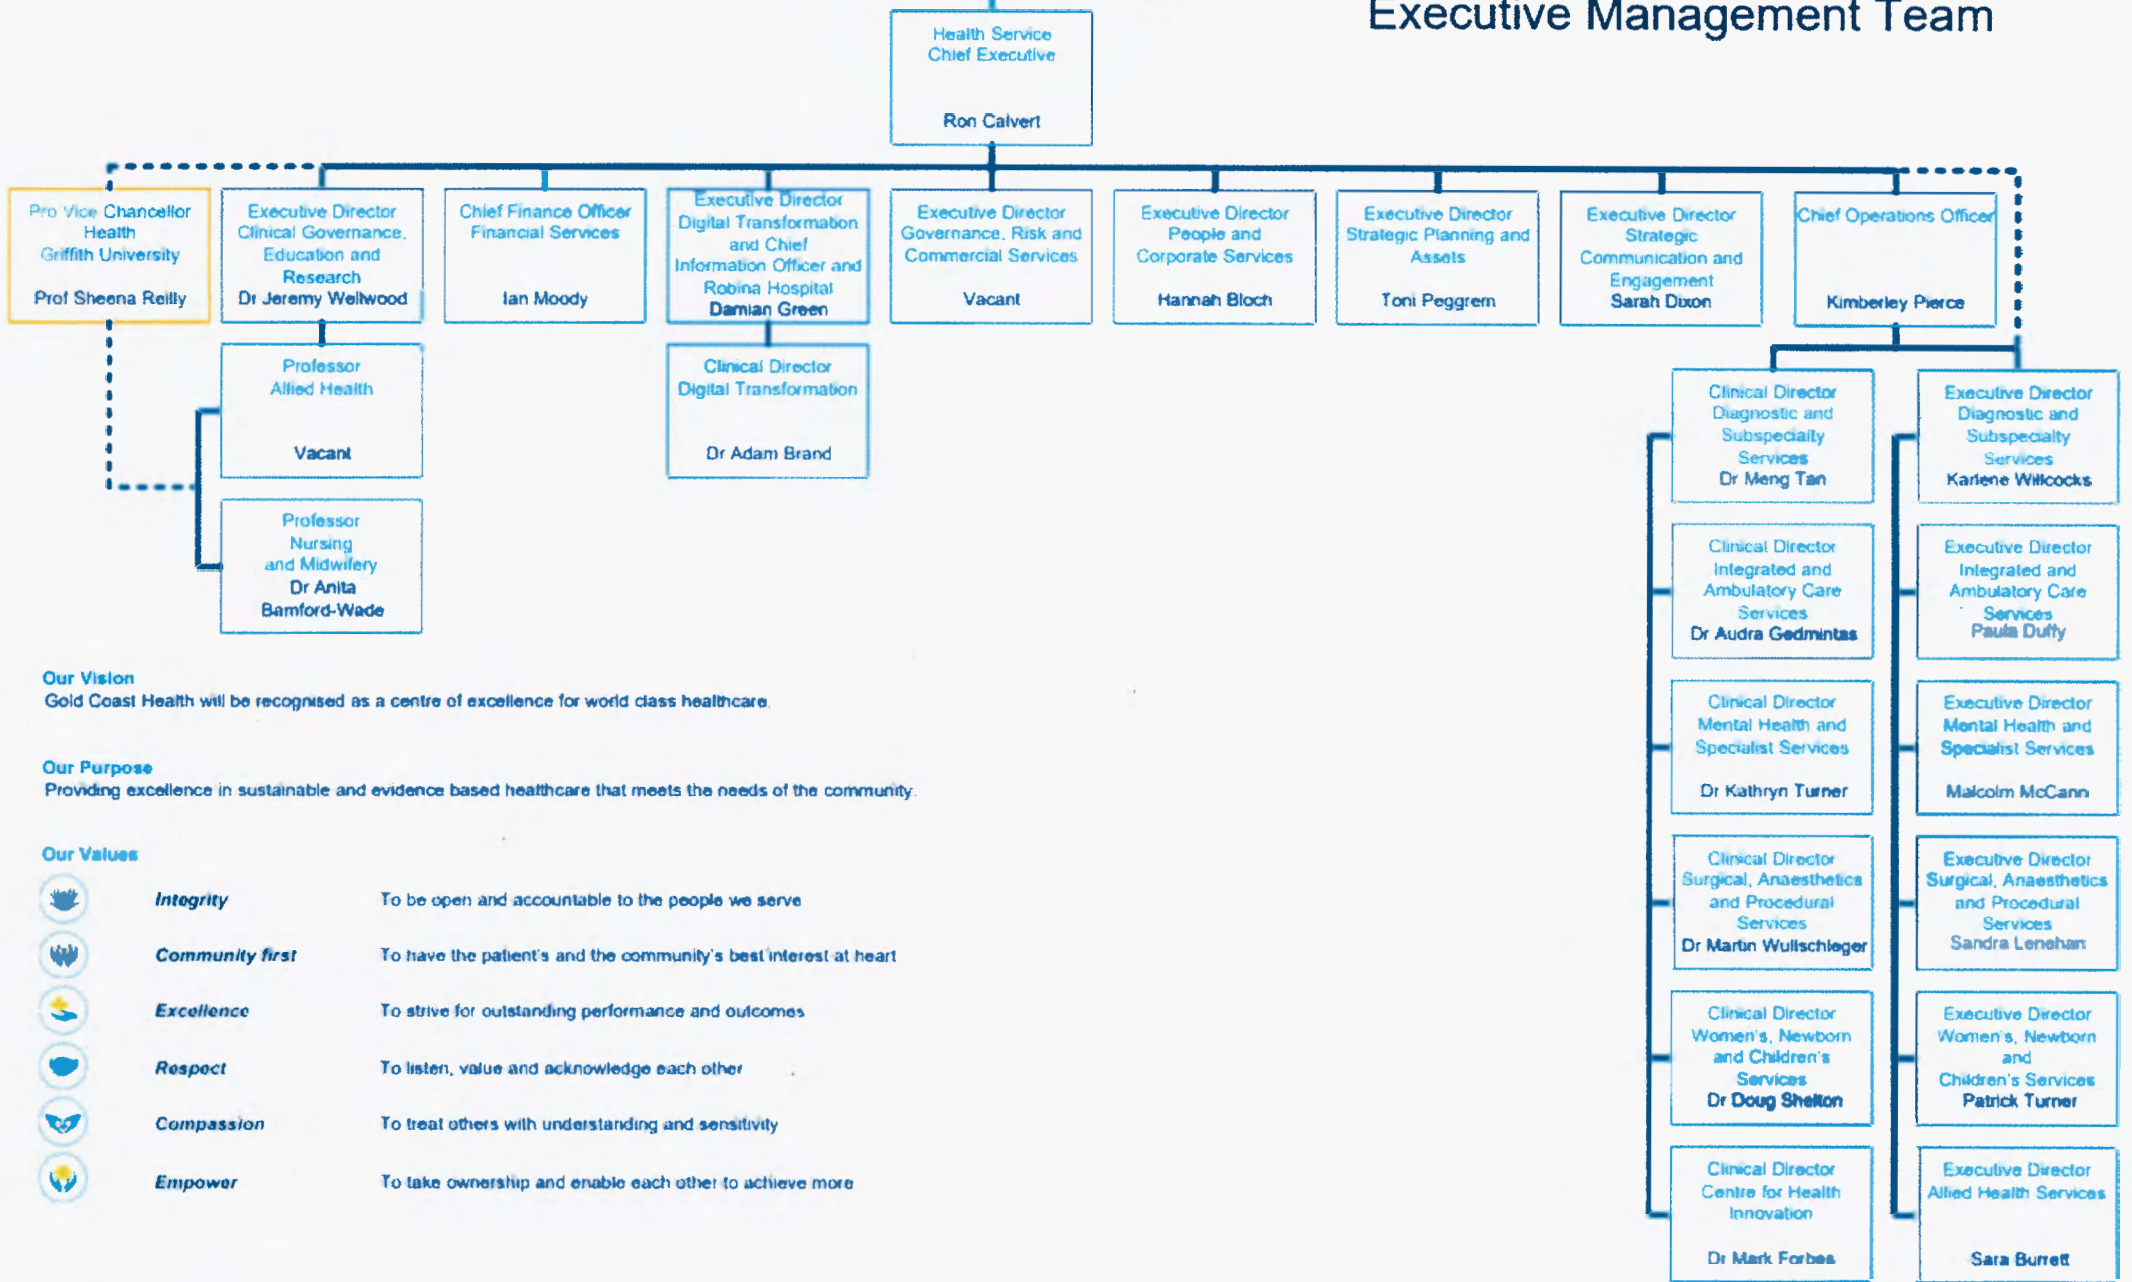 Executive Management Team
Health Service
Chief Executive
Ron Calvert
Pro Vice Chancellor
Health
Griffith University
Prof Sheena Reilly
Executive Director
Clinical Governance,
Education and
Research
Dr Jeremy Wellwood
Chief Finance Officer
Financial Services
Ian Moody
Executive Director
Digital Transformation
and Chief
Information Officer and
Robina Hospital
Damian Green
Executive Director
Governance, Risk and
Commercial Services
Vacant
Executive Director
People and
Corporate Services
Hannah Bloch
Executive Director
Strategic Planning and
Assets
Toni Peggrem
Executive Director
Strategic
Communication and
Engagement
Sarah Dixon
Chief Operations Officer
Kimberley Pierce
Professor
Allied Health
Vacant
Clinical Director
Digital Transformation
Dr Adam Brand
Professor
Nursing
and Midwifery
Dr Anita
Bamford-Wade
Clinical Director
Diagnostic and
Subspecialty
Services
Dr Meng Tan
Executive Director
Diagnostic and
Subspecialty
Services
Karlene Willcocks
Clinical Director
Integrated and
Ambulatory Care
Services
Dr Audra Gedmintas
Executive Director
Integrated and
Ambulatory Care
Services
Paula Duffy
Clinical Director
Mental Health and
Specialist Services
Dr Kathryn Turner
Executive Director
Mental Health and
Specialist Services
Malcolm McCann
Clinical Director
Surgical, Anaesthetics
and Procedural
Services
Dr Martin Wullschleger
Executive Director
Surgical, Anaesthetics
and Procedural
Services
Sandra Lenehan
Clinical Director
Women's, Newborn
and Children's
Services
Dr Doug Shelton
Executive Director
Women's, Newborn
and
Children's Services
Patrick Turner
Clinical Director
Centre for Health
Innovation
Dr Mark Forbes
Executive Director
Allied Health Services
Sara Burrett
Our Vision
Gold Coast Health will be recognised as a centre of excellence for world class healthcare.
Our Purpose
Providing excellence in sustainable and evidence based healthcare that meets the needs of the community.
Our Values
Integrity To be open and accountable to the people we serve
Community first To have the patient's and the community's best interest at heart
Excellence To strive for outstanding performance and outcomes
Respect To listen, value and acknowledge each other
Compassion To treat others with understanding and sensitivity
Empower To take ownership and enable each other to achieve more